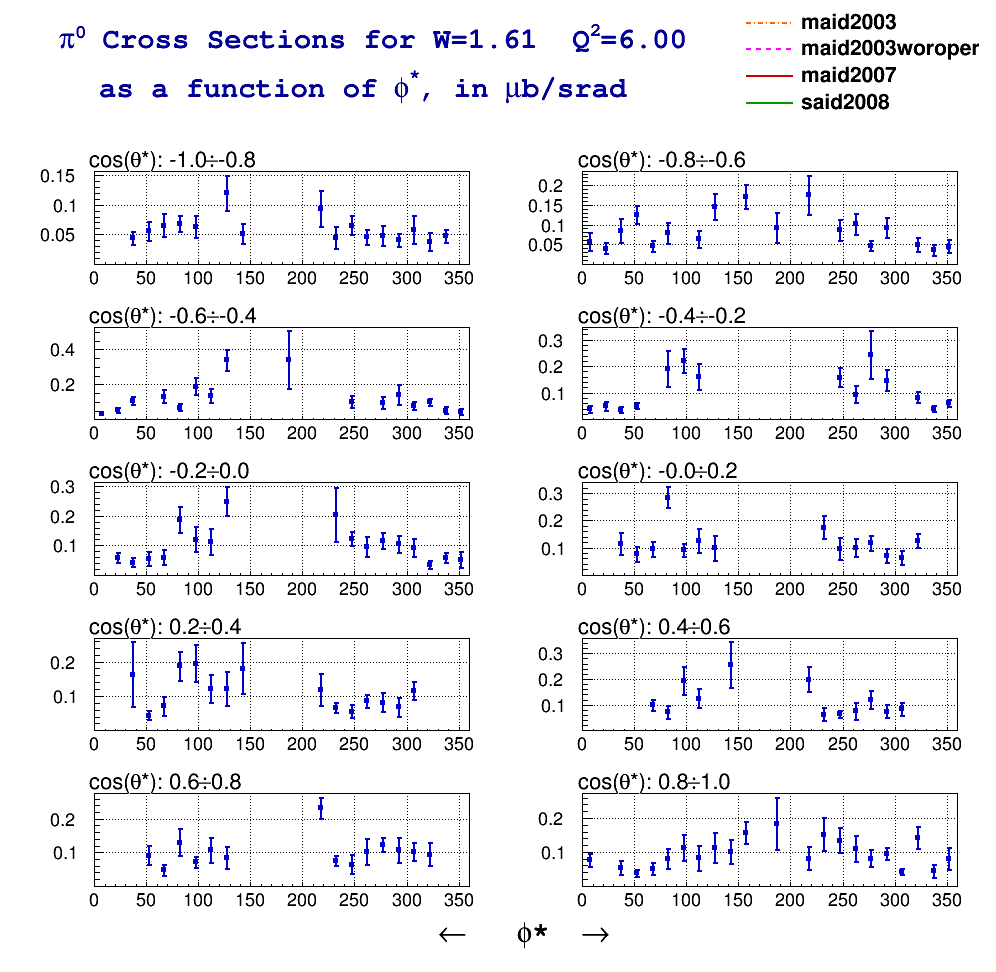 π⁰ Cross Sections for W=1.61 Q²=6.00
as a function of ϕ*, in μb/srad
maid2003
maid2003woroper
maid2007
said2008
cos(θ*): -1.0÷-0.8
0.15
0.1
0.05
0 50 100 150 200 250 300 350
cos(θ*): -0.8÷-0.6
0.2
0.15
0.1
0.05
0 50 100 150 200 250 300 350
cos(θ*): -0.6÷-0.4
0.4
0.2
0 50 100 150 200 250 300 350
cos(θ*): -0.4÷-0.2
0.3
0.2
0.1
0 50 100 150 200 250 300 350
cos(θ*): -0.2÷0.0
0.3
0.2
0.1
0 50 100 150 200 250 300 350
cos(θ*): -0.0÷0.2
0.3
0.2
0.1
0 50 100 150 200 250 300 350
cos(θ*): 0.2÷0.4
0.2
0.1
0 50 100 150 200 250 300 350
cos(θ*): 0.4÷0.6
0.3
0.2
0.1
0 50 100 150 200 250 300 350
cos(θ*): 0.6÷0.8
0.2
0.1
0 50 100 150 200 250 300 350
cos(θ*): 0.8÷1.0
0.2
0.1
0 50 100 150 200 250 300 350
← ϕ* →